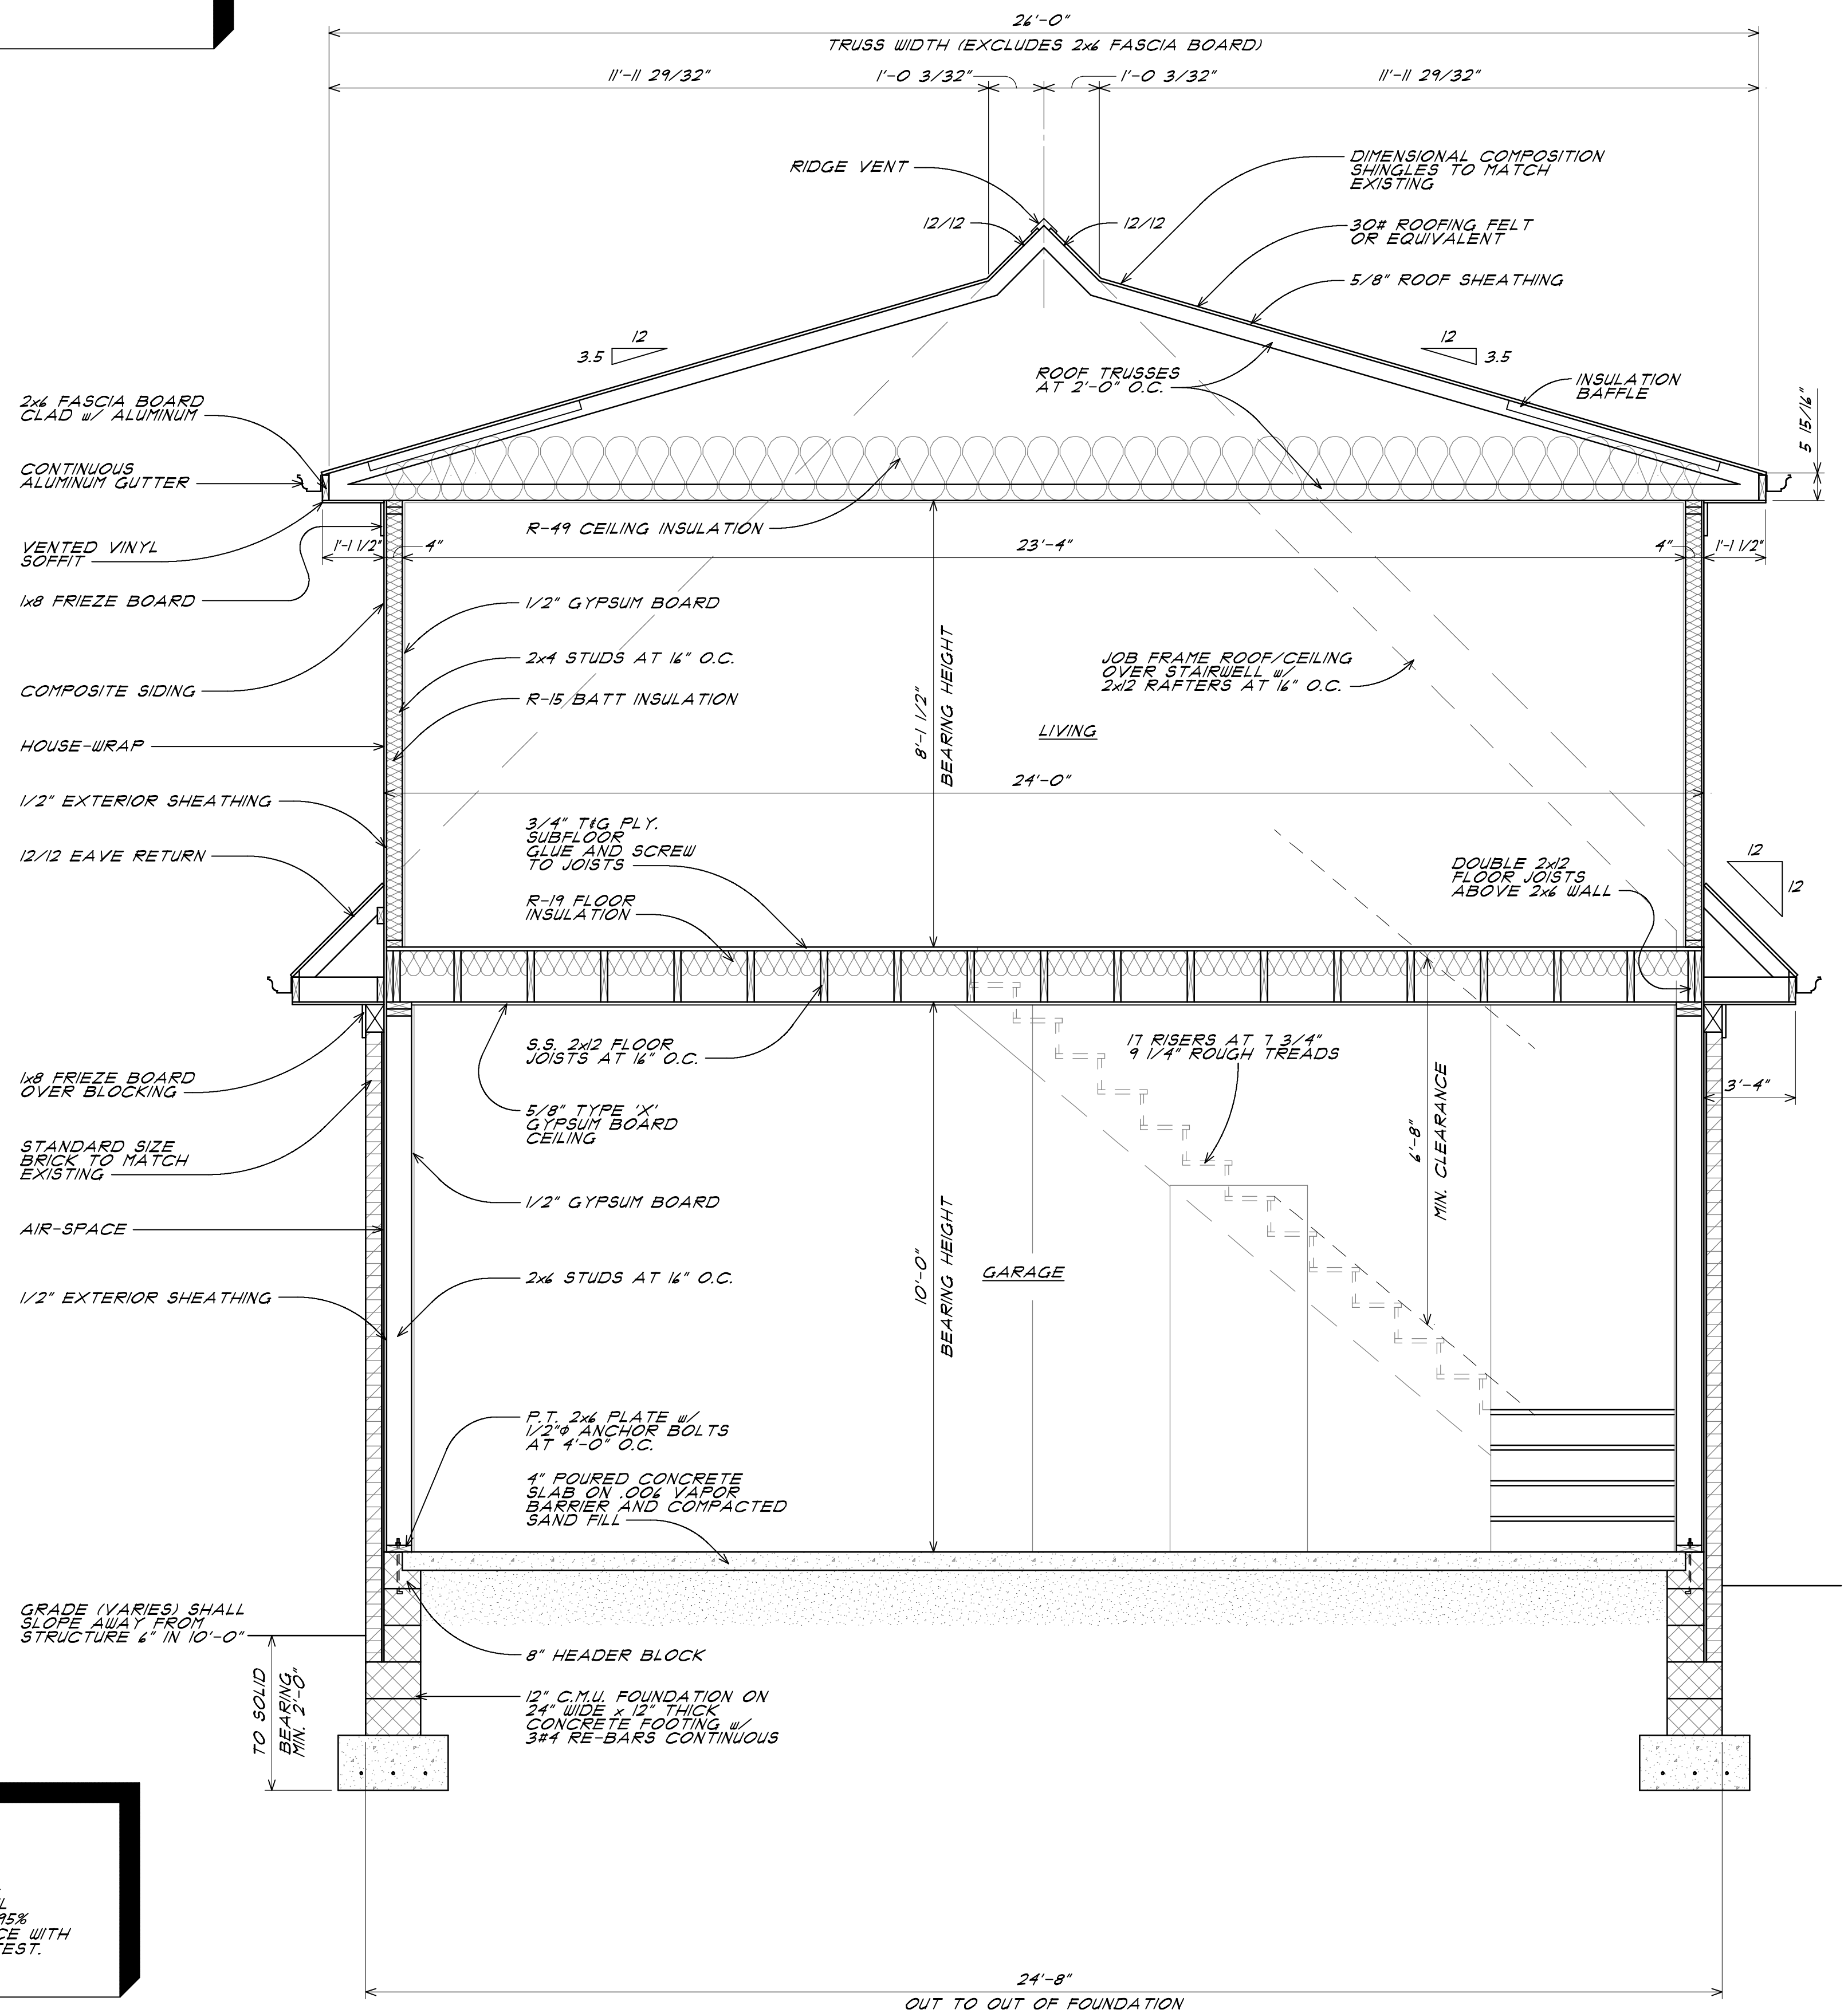 26'-0"
TRUSS WIDTH (EXCLUDES 2x6 FASCIA BOARD)
11'-11 29/32"
1'-0 3/32"
1'-0 3/32"
11'-11 29/32"
RIDGE VENT
DIMENSIONAL COMPOSITION
SHINGLES TO MATCH
EXISTING
12/12
12/12
30# ROOFING FELT
OR EQUIVALENT
5/8" ROOF SHEATHING
12
3.5
12
3.5
ROOF TRUSSES
AT 2'-0" O.C.
INSULATION
BAFFLE
5 15/16"
2x6 FASCIA BOARD
CLAD w/ ALUMINUM
CONTINUOUS
ALUMINUM GUTTER
VENTED VINYL
SOFFIT
1x8 FRIEZE BOARD
COMPOSITE SIDING
HOUSE-WRAP
1/2" EXTERIOR SHEATHING
12/12 EAVE RETURN
R-49 CEILING INSULATION
1'-1 1/2"
4"
23'-4"
4"
1'-1 1/2"
1/2" GYPSUM BOARD
2x4 STUDS AT 16" O.C.
R-15 BATT INSULATION
8'-1 1/2"
BEARING HEIGHT
JOB FRAME ROOF/CEILING
OVER STAIRWELL w/
2x12 RAFTERS AT 16" O.C.
LIVING
24'-0"
3/4" T&G PLY.
SUBFLOOR
GLUE AND SCREW
TO JOISTS
R-19 FLOOR
INSULATION
DOUBLE 2x12
FLOOR JOISTS
ABOVE 2x6 WALL
12
12
1x8 FRIEZE BOARD
OVER BLOCKING
STANDARD SIZE
BRICK TO MATCH
EXISTING
AIR-SPACE
1/2" EXTERIOR SHEATHING
S.S. 2x12 FLOOR
JOISTS AT 16" O.C.
5/8" TYPE 'X'
GYPSUM BOARD
CEILING
1/2" GYPSUM BOARD
2x6 STUDS AT 16" O.C.
17 RISERS AT 7 3/4"
9 1/4" ROUGH TREADS
6'-8"
MIN. CLEARANCE
3'-4"
10'-0"
BEARING HEIGHT
GARAGE
P.T. 2x6 PLATE w/
1/2"ϕ ANCHOR BOLTS
AT 4'-0" O.C.
4" POURED CONCRETE
SLAB ON .006 VAPOR
BARRIER AND COMPACTED
SAND FILL
GRADE (VARIES) SHALL
SLOPE AWAY FROM
STRUCTURE 6" IN 10'-0"
TO SOLID
BEARING
MIN. 2'-0"
8" HEADER BLOCK
12" C.M.U. FOUNDATION ON
24" WIDE x 12" THICK
CONCRETE FOOTING w/
3#4 RE-BARS CONTINUOUS
95%
CE WITH
TEST.
24'-8"
OUT TO OUT OF FOUNDATION